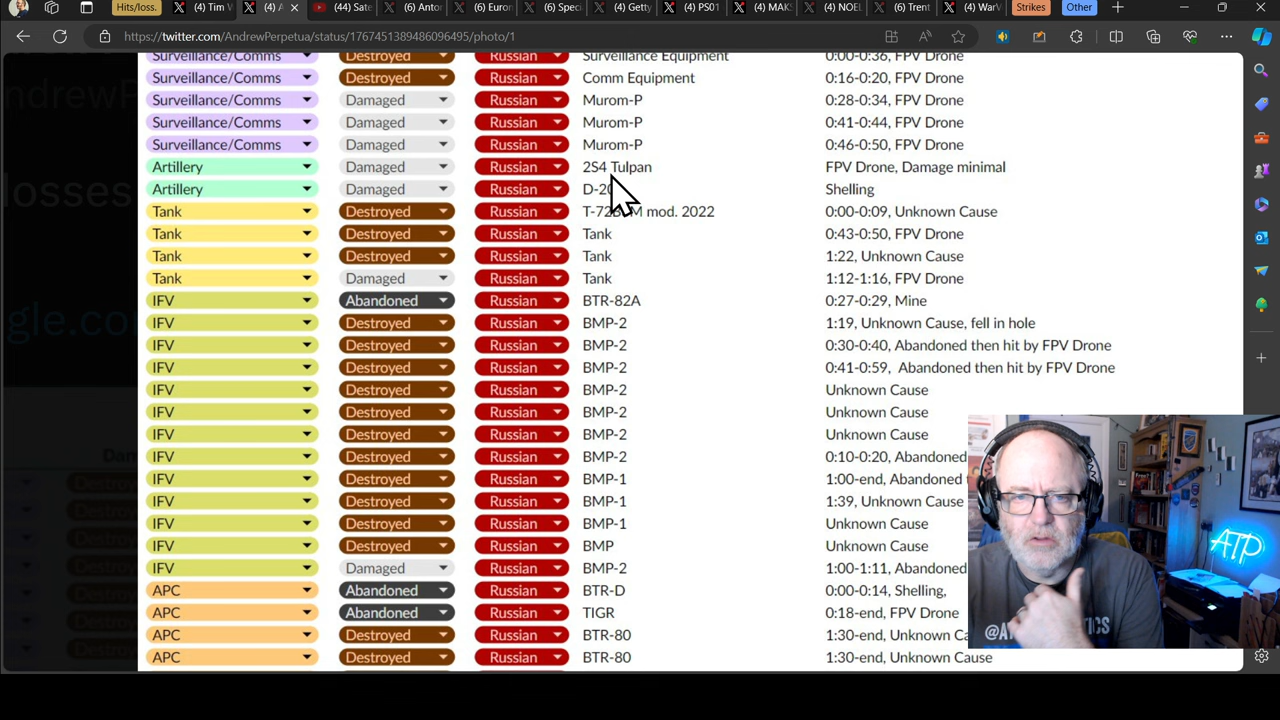 Hits/loss. (4) Tim W (4) A (44) Sate (6) Anton (6) Euron (6) Speci (4) Getty (4) PS01 (4) MAK (4) NOEL (6) Trent (4) WarV Strikes Other
https://twitter.com/AndrewPerpetua/status/1767451389486096495/photo/1
Surveillance/Comms Destroyed Russian Surveillance Equipment 0:00-0:36, FPV Drone
Surveillance/Comms Destroyed Russian Comm Equipment 0:16-0:20, FPV Drone
Surveillance/Comms Damaged Russian Murom-P 0:28-0:34, FPV Drone
Surveillance/Comms Damaged Russian Murom-P 0:41-0:44, FPV Drone
Surveillance/Comms Damaged Russian Murom-P 0:46-0:50, FPV Drone
Artillery Damaged Russian 2S4 Tulpan FPV Drone, Damage minimal
Artillery Damaged Russian D-20 Shelling
Tank Destroyed Russian mod. 2022 0:00-0:09, Unknown Cause
Tank Destroyed Russian Tank 0:43-0:50, FPV Drone
Tank Destroyed Russian Tank 1:22, Unknown Cause
Tank Damaged Russian Tank 1:12-1:16, FPV Drone
IFV Abandoned Russian BTR-82A 0:27-0:29, Mine
IFV Destroyed Russian BMP-2 1:19, Unknown Cause, fell in hole
IFV Destroyed Russian BMP-2 0:30-0:40, Abandoned then hit by FPV Drone
IFV Destroyed Russian BMP-2 0:41-0:59, Abandoned then hit by FPV Drone
IFV Destroyed Russian BMP-2 Unknown Cause
IFV Destroyed Russian BMP-2 Unknown Cause
IFV Destroyed Russian BMP-2 Unknown Cause
IFV Destroyed Russian BMP-2 0:10-0:20, Abandoned
IFV Destroyed Russian BMP-1 1:00-end, Abandoned
IFV Destroyed Russian BMP-1 1:39, Unknown Cause
IFV Destroyed Russian BMP-1 Unknown Cause
IFV Destroyed Russian BMP Unknown Cause
IFV Damaged Russian BMP-2 1:00-1:11, Abandoned
APC Abandoned Russian BTR-D 0:00-0:14, Shelling,
APC Abandoned Russian TIGR 0:18-end, FPV Drone
APC Destroyed Russian BTR-80 1:30-end, Unknown Ca
APC Destroyed Russian BTR-80 1:30-end, Unknown Cause
ndrewP
losses
gle.co
ATP